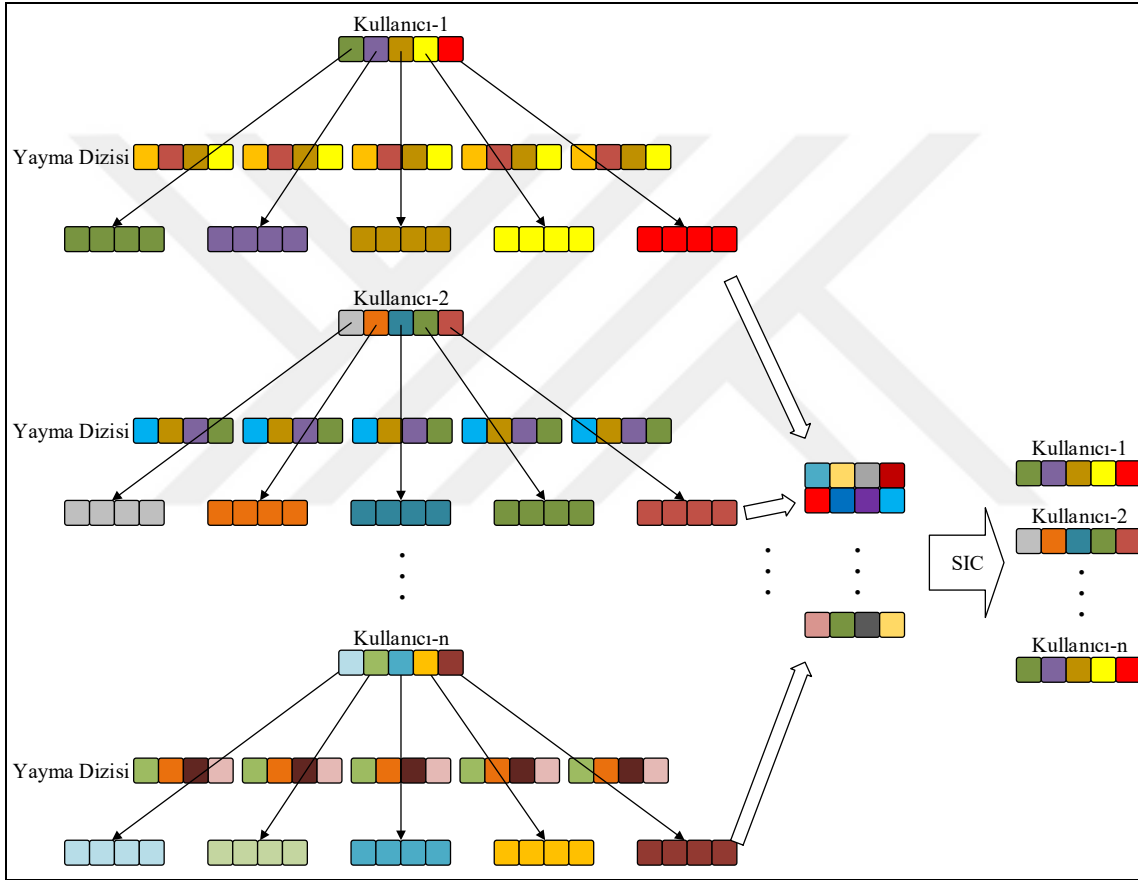 Kullanıcı-1
Yayma Dizisi
Kullanıcı-2
Yayma Dizisi
Kullanıcı-n
Yayma Dizisi
SIC
Kullanıcı-1
Kullanıcı-2
Kullanıcı-n